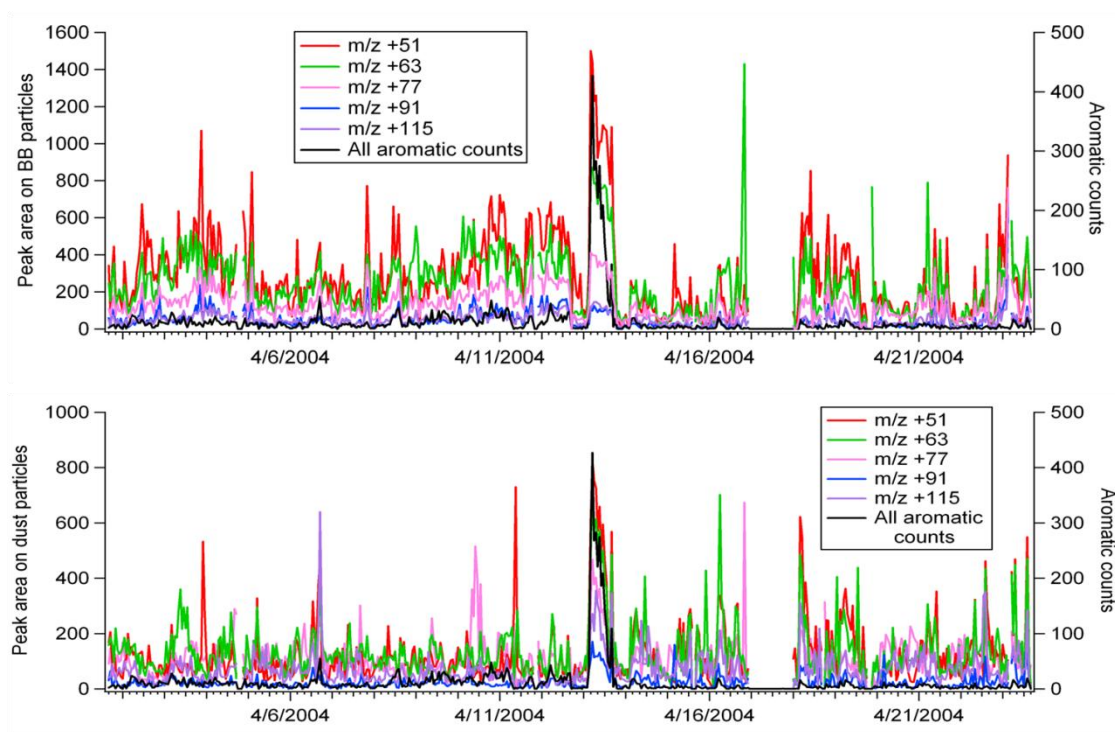 1600
1400
1200
1000
800
600
400
200
0
Peak area on BB particles
m/z +51
m/z +63
m/z +77
m/z +91
m/z +115
All aromatic counts
500
400
300
200
100
0
Aromatic counts
4/6/2004 4/11/2004 4/16/2004 4/21/2004
1000
800
600
400
200
0
Peak area on dust particles
m/z +51
m/z +63
m/z +77
m/z +91
m/z +115
All aromatic
counts
500
400
300
200
100
0
Aromatic counts
4/6/2004 4/11/2004 4/16/2004 4/21/2004